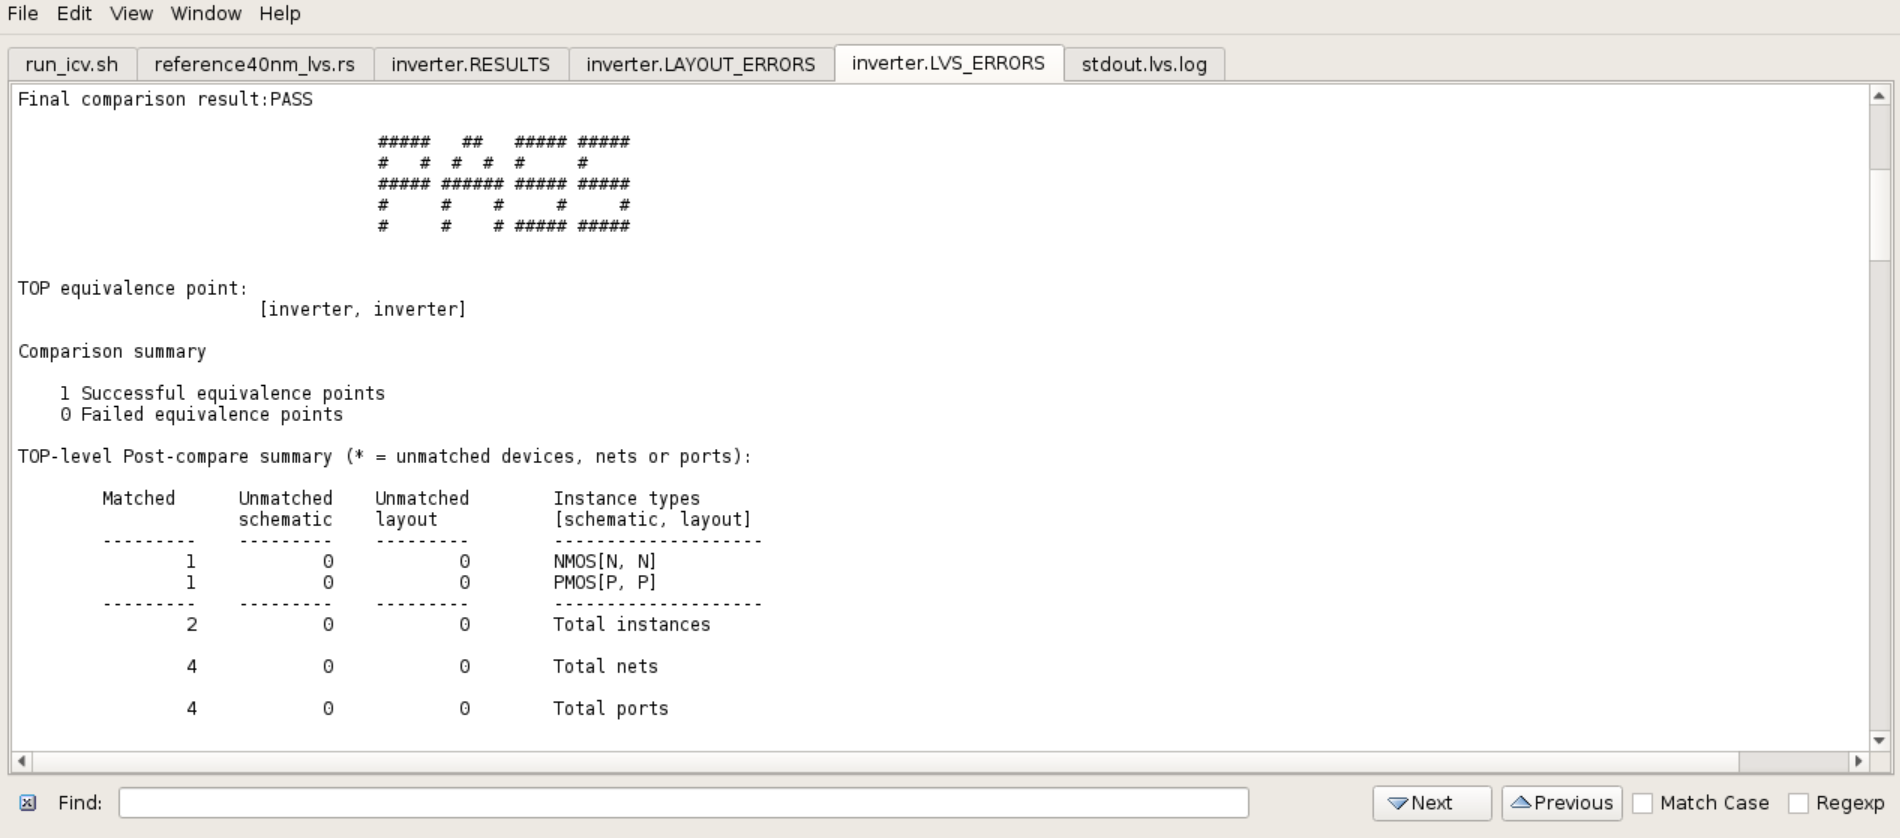 File Edit View Window Help
run_icv.sh reference40nm_lvs.rs inverter.RESULTS inverter.LAYOUT_ERRORS inverter.LVS_ERRORS stdout.lvs.log
Final comparison result:PASS
#####   ##   ##### #####
#   #  #  #  #     #
##### ###### ##### #####
#     #    #     #     #
#     #    # ##### #####
TOP equivalence point:
[inverter, inverter]
Comparison summary
1 Successful equivalence points
0 Failed equivalence points
TOP-level Post-compare summary (* = unmatched devices, nets or ports):
Matched Unmatched Unmatched Instance types
schematic layout [schematic, layout]
--------- --------- --------- --------------------
1 0 0 NMOS[N, N]
1 0 0 PMOS[P, P]
--------- --------- --------- --------------------
2 0 0 Total instances
4 0 0 Total nets
4 0 0 Total ports
Find: Next Previous Match Case Regexp